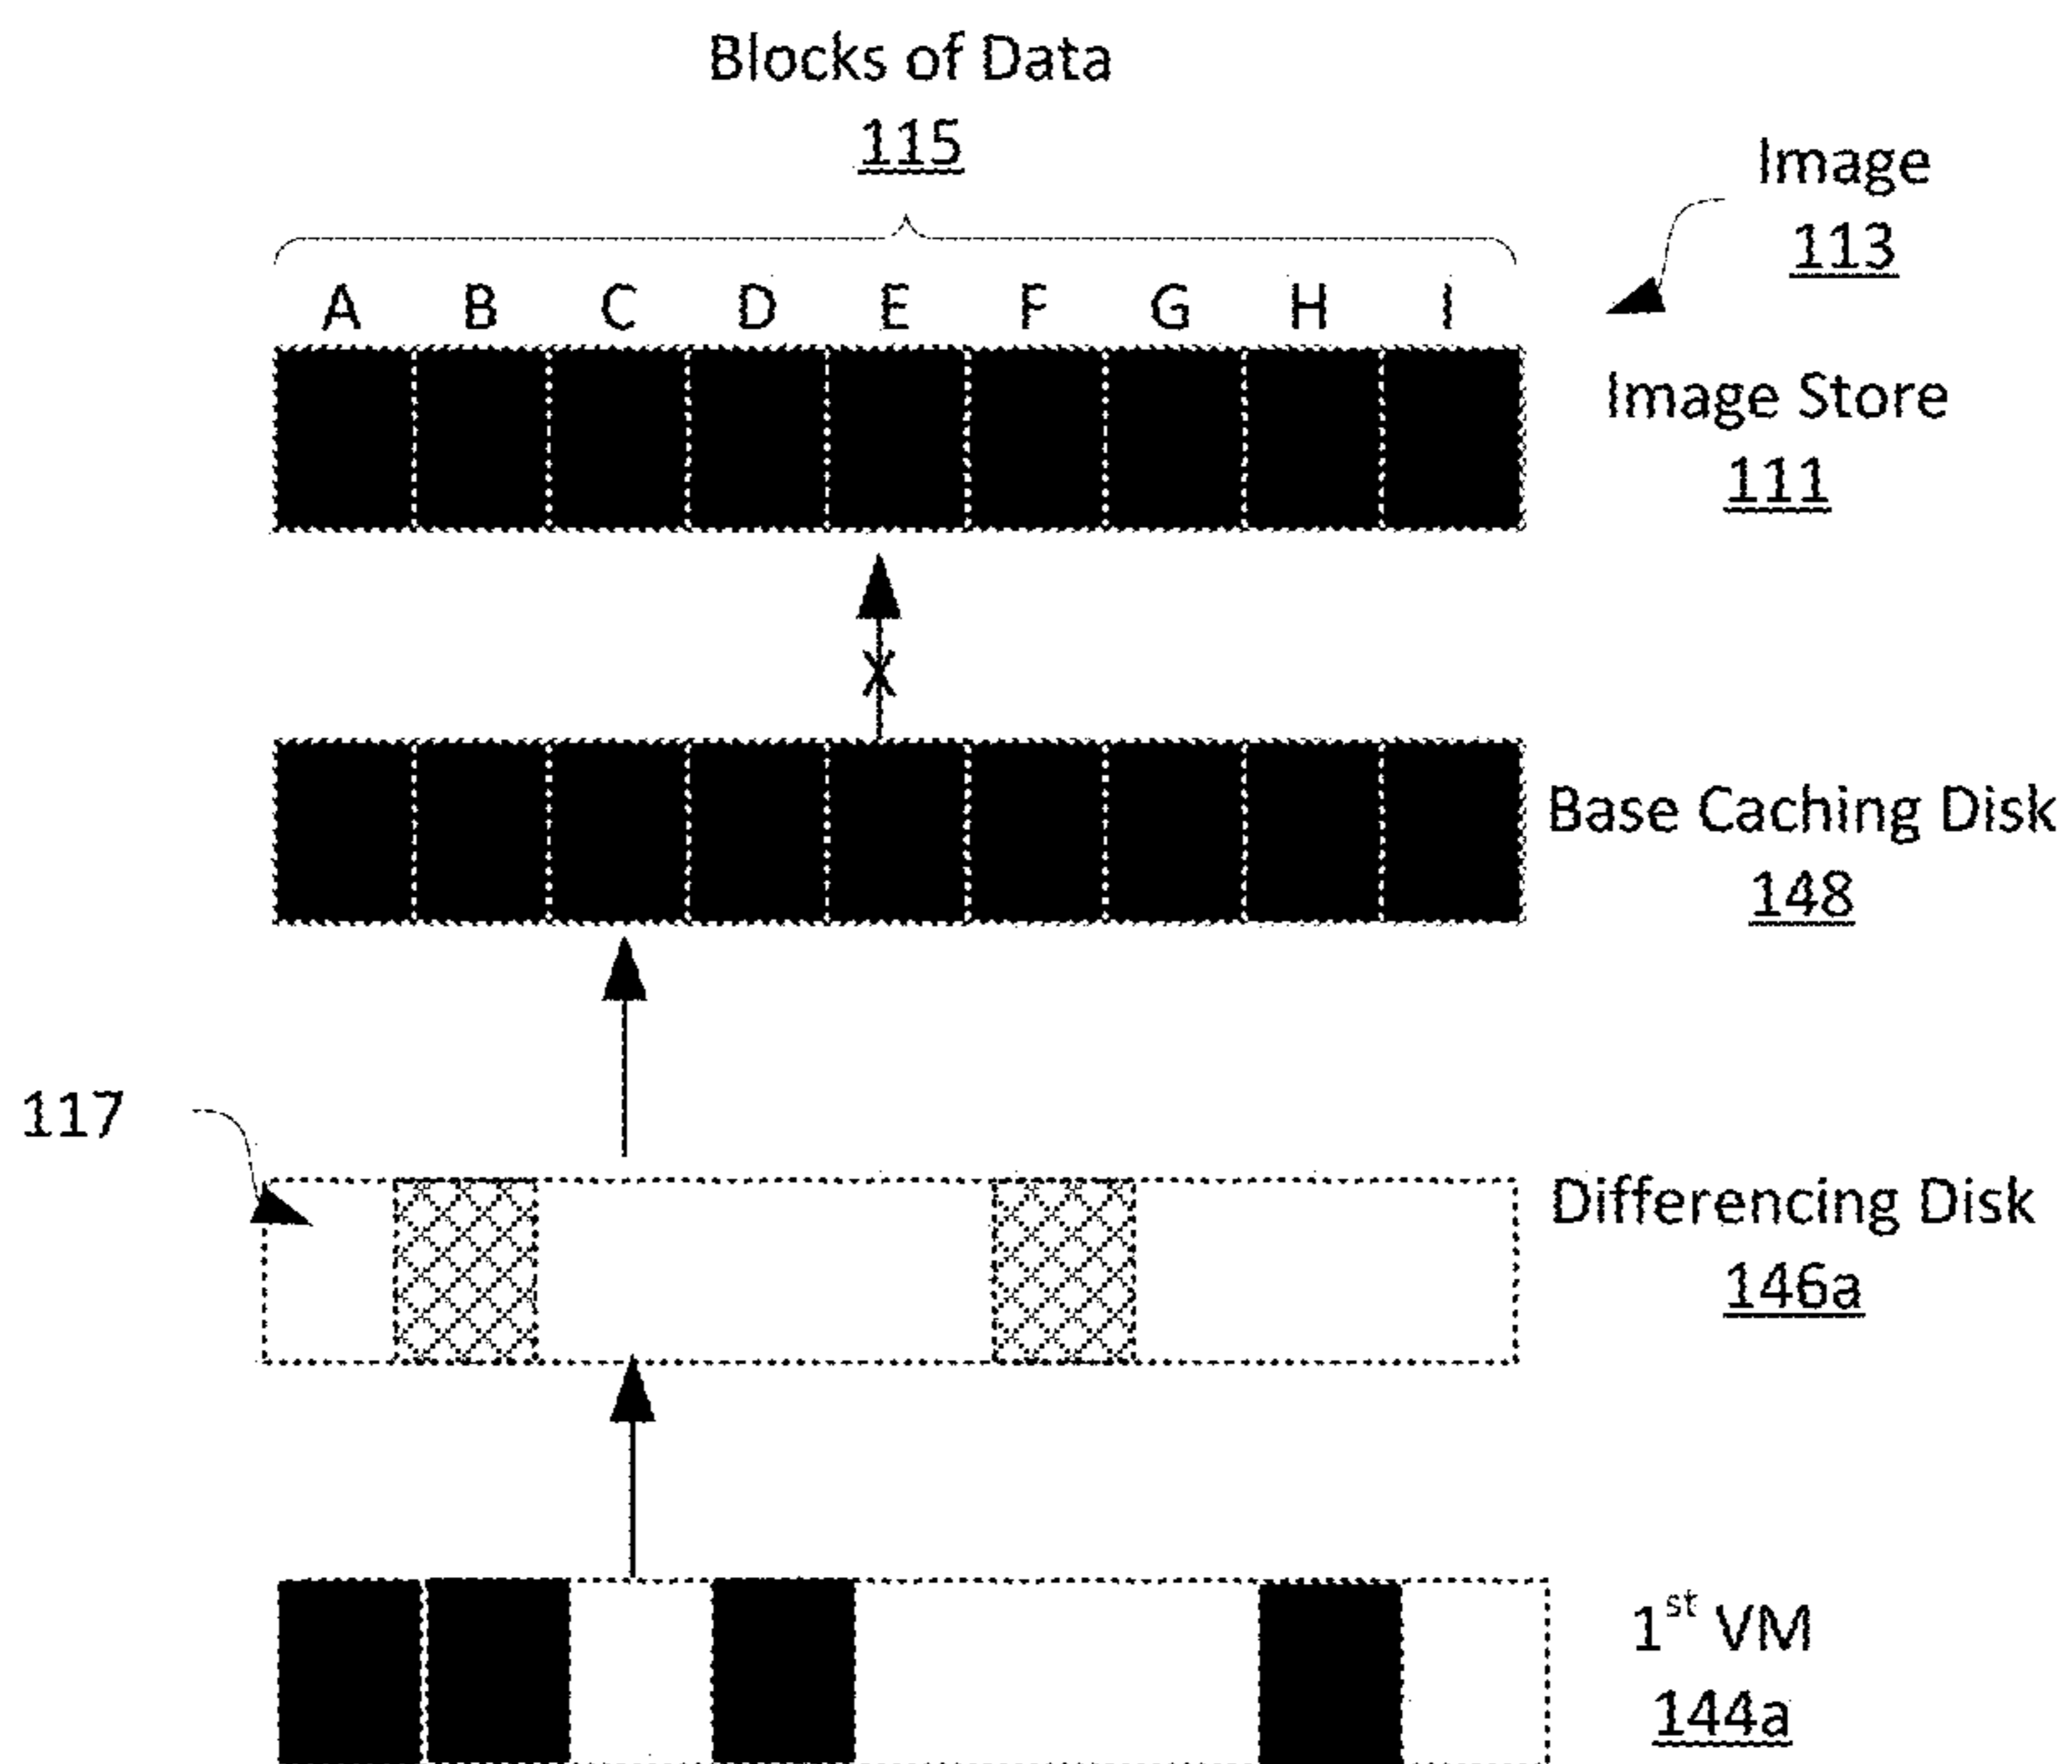 Blocks of Data
115
Image
113
A B C D E F G H I
Image Store
111
X
Base Caching Disk
148
117
Differencing Disk
146a
1st VM
144a